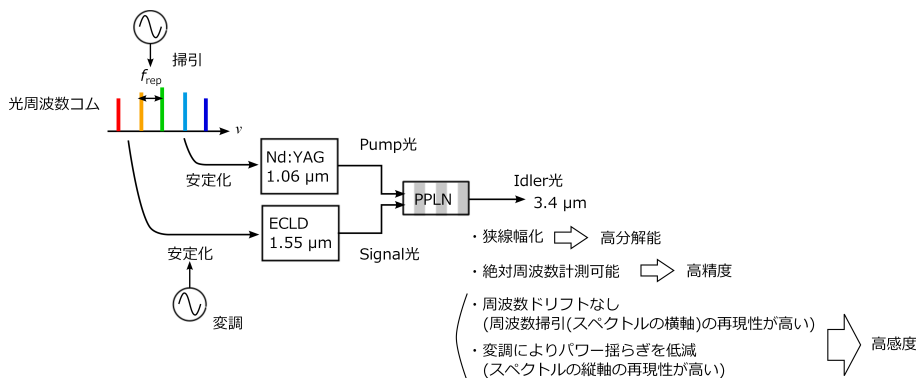 掃引
frep
光周波数コム
ν
Nd:YAG
1.06 μm
安定化
Pump光
PPLN
Idler光
3.4 μm
ECLD
1.55 μm
安定化
Signal光
変調
・狭線幅化
高分解能
・絶対周波数計測可能
高精度
・周波数ドリフトなし
(周波数掃引(スペクトルの横軸)の再現性が高い)
・変調によりパワー揺らぎを低減
(スペクトルの縦軸の再現性が高い)
高感度